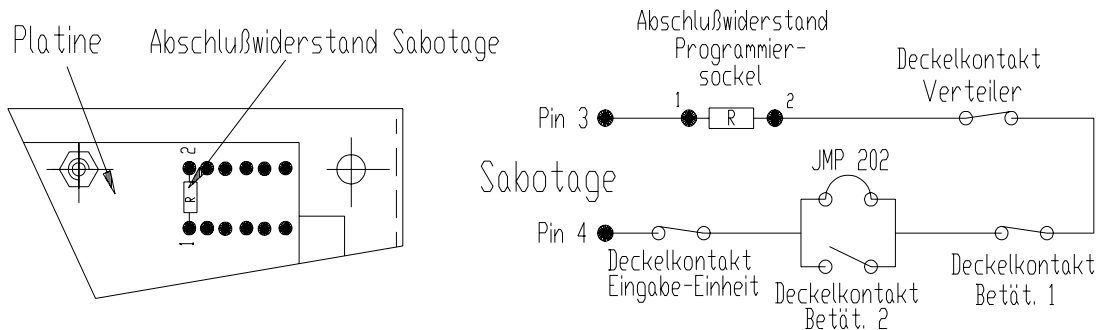 Platine
Abschlußwiderstand Sabotage
2
R
1
Abschlußwiderstand
Programmier-
sockel
Deckelkontakt
Verteiler
Pin 3
1
R
2
Sabotage
JMP 202
Pin 4
Deckelkontakt
Eingabe-Einheit
Deckelkontakt
Betät. 2
Deckelkontakt
Betät. 1